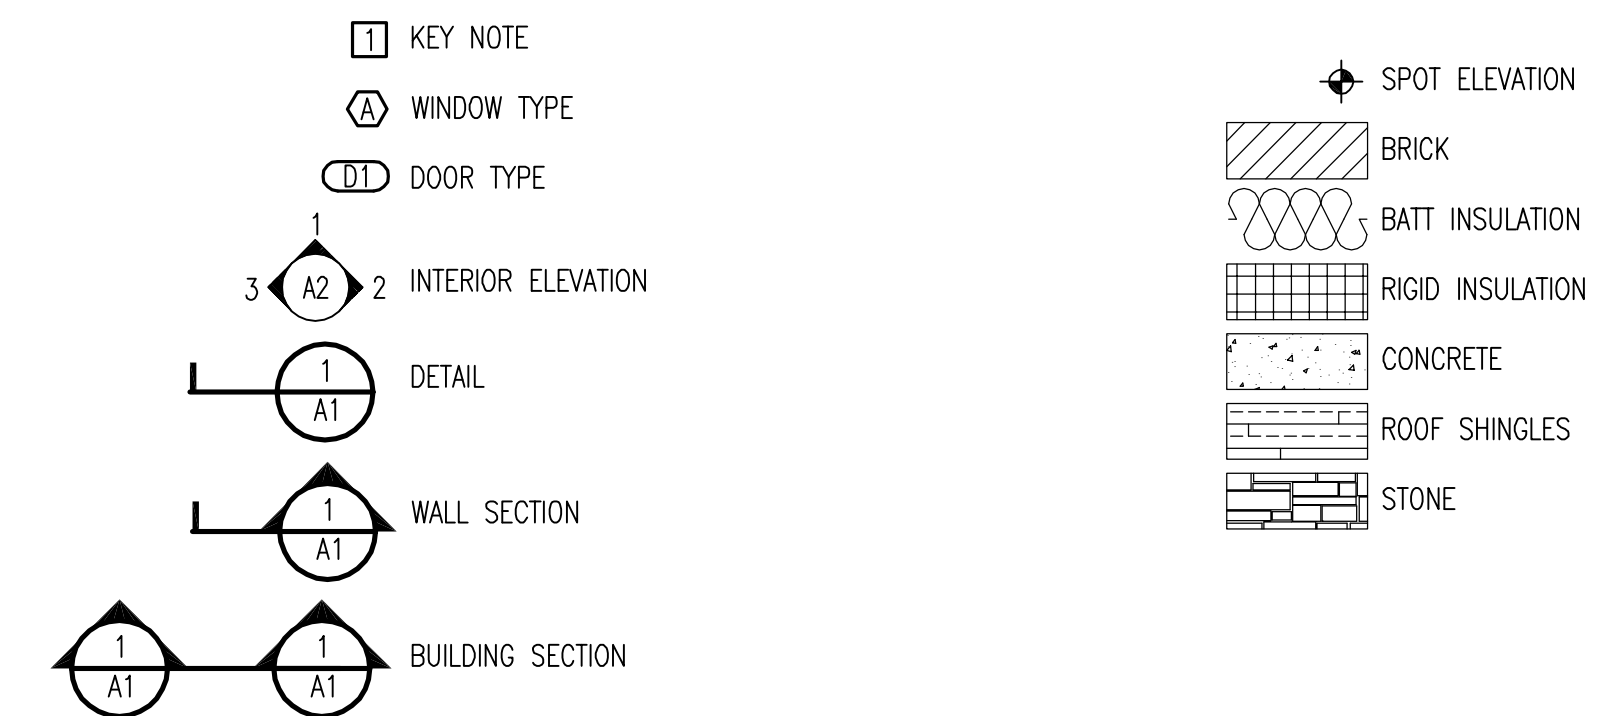 1 KEY NOTE
A WINDOW TYPE
D1 DOOR TYPE
1
3 A2 2 INTERIOR ELEVATION
1
A1
DETAIL
1
A1
WALL SECTION
1 1
A1 A1
BUILDING SECTION
SPOT ELEVATION
BRICK
BATT INSULATION
RIGID INSULATION
CONCRETE
ROOF SHINGLES
STONE